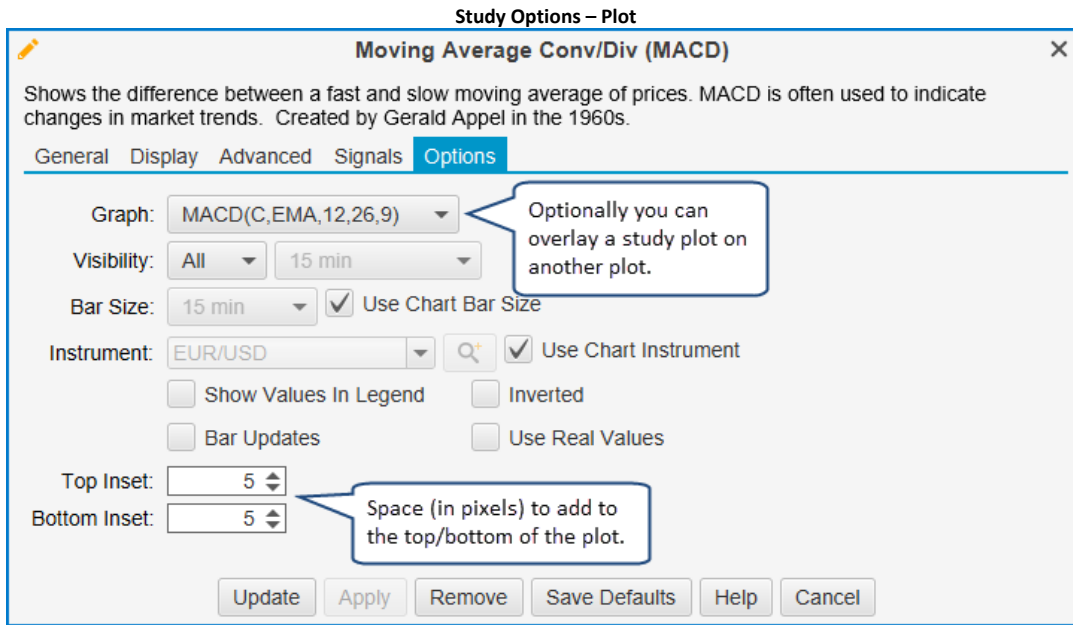 Study Options – Plot
Moving Average Conv/Div (MACD)
Shows the difference between a fast and slow moving average of prices. MACD is often used to indicate
changes in market trends.  Created by Gerald Appel in the 1960s.
General Display Advanced Signals Options
Graph: MACD(C,EMA,12,26,9)
Optionally you can
overlay a study plot on
another plot.
Visibility: All 15 min
Bar Size: 15 min Use Chart Bar Size
Instrument: EUR/USD Use Chart Instrument
Show Values In Legend Inverted
Bar Updates Use Real Values
Top Inset: 5
Bottom Inset: 5
Space (in pixels) to add to
the top/bottom of the plot.
Update Apply Remove Save Defaults Help Cancel